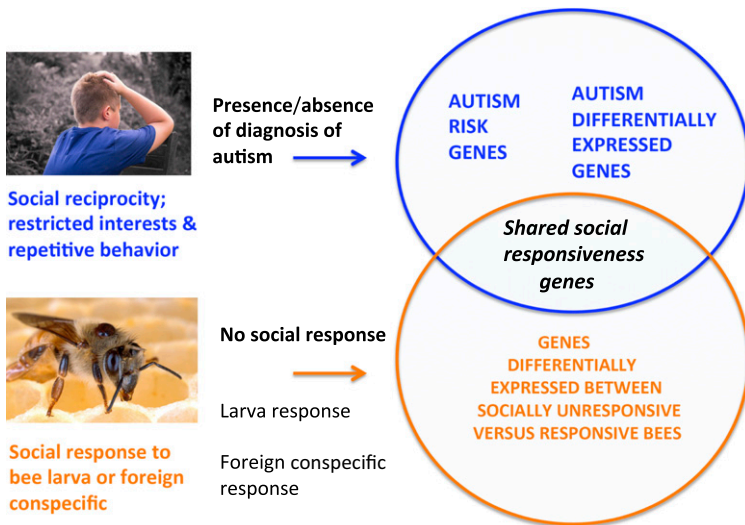 Social reciprocity;
restricted interests &
repetitive behavior
Presence/absence
of diagnosis of
autism
AUTISM
RISK
GENES
AUTISM
DIFFERENTIALLY
EXPRESSED
GENES
Shared social
responsiveness
genes
Social response to
bee larva or foreign
conspecific
No social response
Larva response
Foreign conspecific
response
GENES
DIFFERENTIALLY
EXPRESSED BETWEEN
SOCIALLY UNRESPONSIVE
VERSUS RESPONSIVE BEES